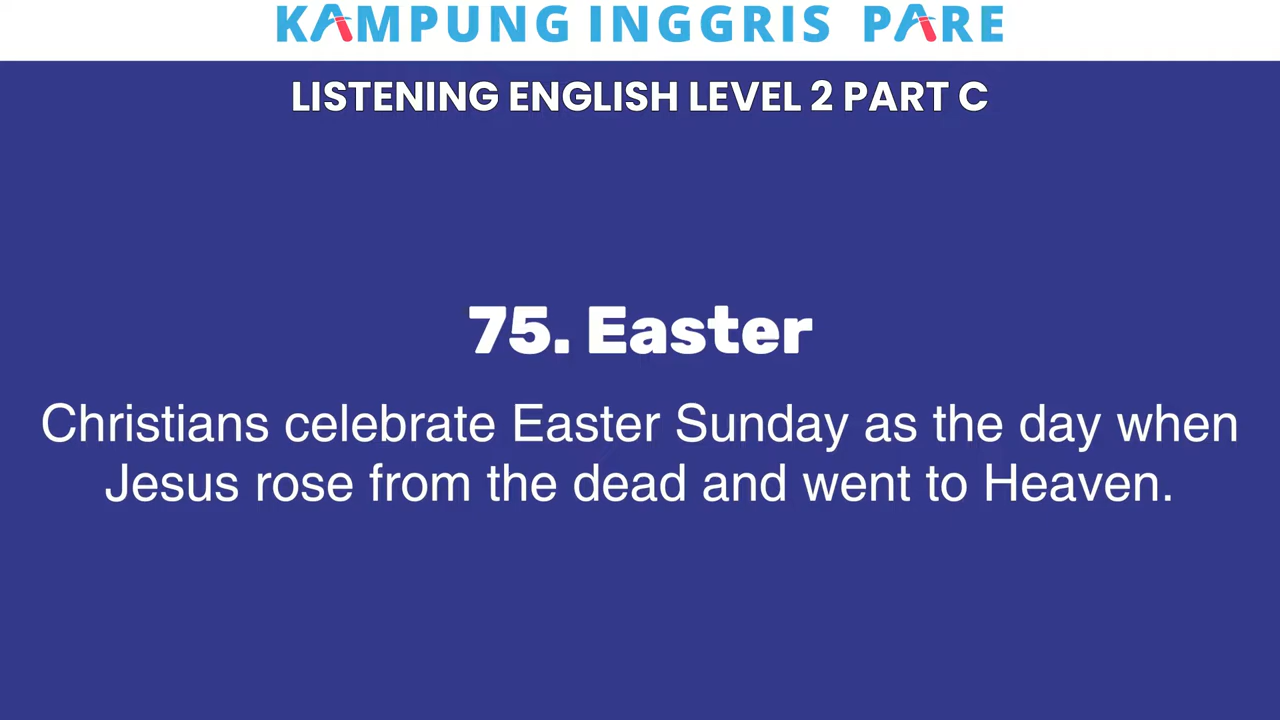 KAMPUNG INGGRIS PARE
LISTENING ENGLISH LEVEL 2 PART C
75. Easter
Christians celebrate Easter Sunday as the day when
Jesus rose from the dead and went to Heaven.